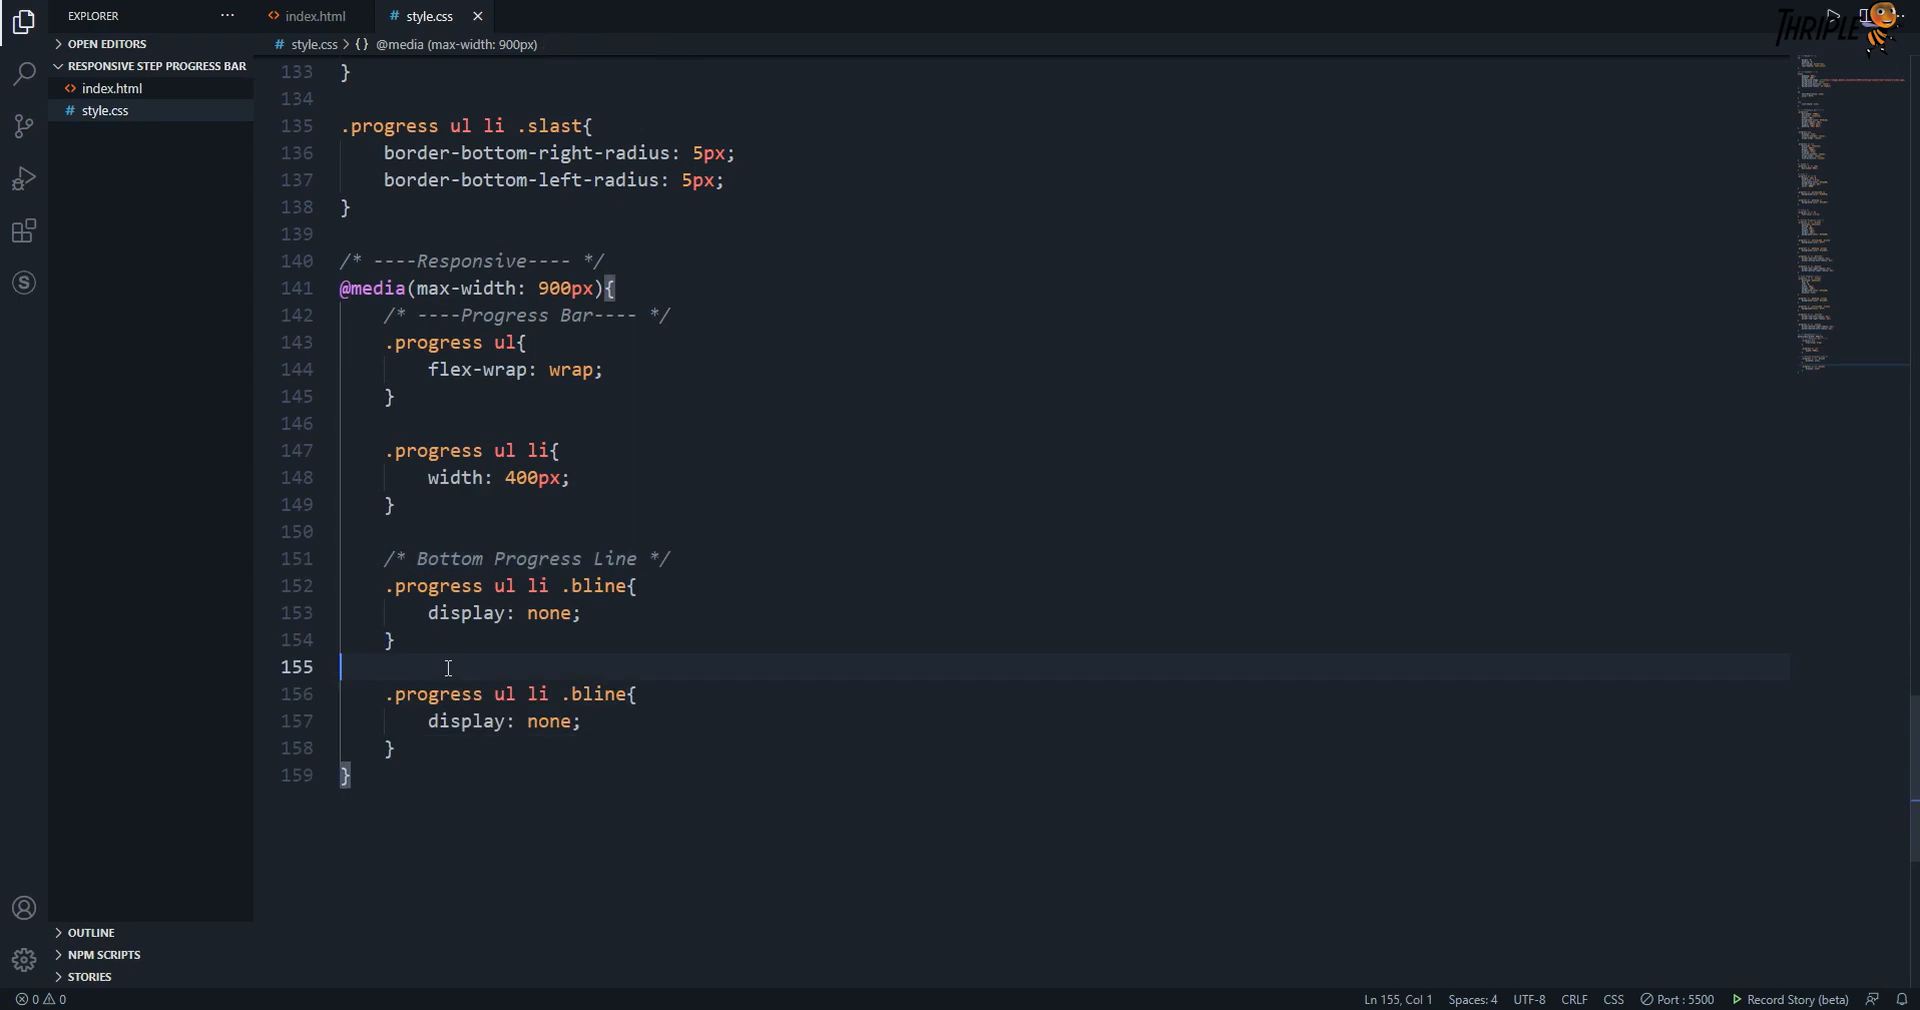 EXPLORER
index.html
style.css
THRIPLE
OPEN EDITORS
# style.css > {} @media (max-width: 900px)
RESPONSIVE STEP PROGRESS BAR
<> index.html
# style.css
133 }
134
135 .progress ul li .slast{
136 border-bottom-right-radius: 5px;
137 border-bottom-left-radius: 5px;
138 }
139
140 /* ----Responsive---- */
141 @media(max-width: 900px){
142 /* ----Progress Bar---- */
143 .progress ul{
144 flex-wrap: wrap;
145 }
146
147 .progress ul li{
148 width: 400px;
149 }
150
151 /* Bottom Progress Line */
152 .progress ul li .bline{
153 display: none;
154 }
155
156 .progress ul li .bline{
157 display: none;
158 }
159 }
OUTLINE
NPM SCRIPTS
STORIES
0 0 Ln 155, Col 1 Spaces: 4 UTF-8 CRLF CSS Port : 5500 Record Story (beta)